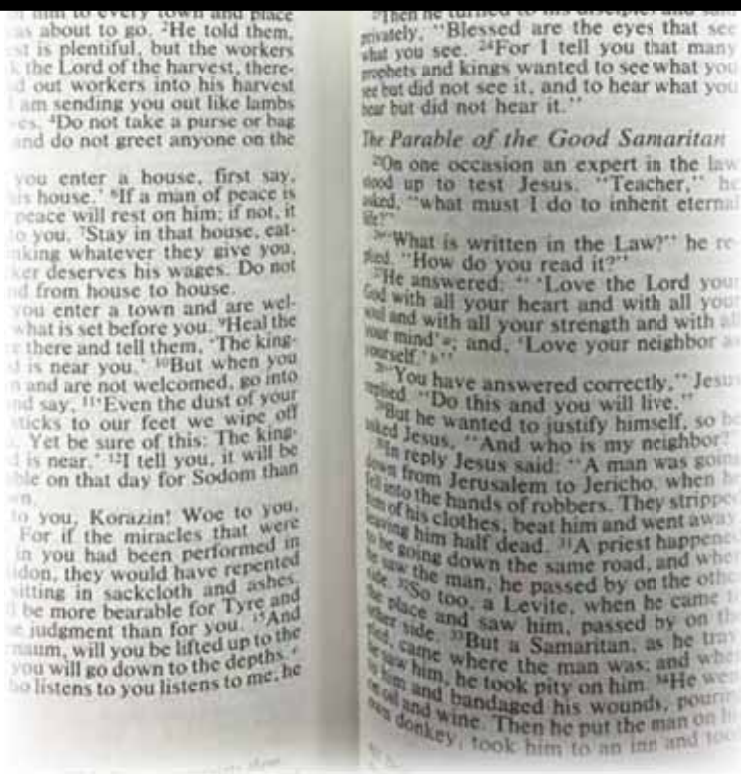 of him to every town and place
was about to go. ²He told them,
is plentiful, but the workers
the Lord of the harvest, there-
out workers into his harvest
I am sending you out like lambs
⁴Do not take a purse or bag
and do not greet anyone on the
you enter a house, first say,
house.' ⁶If a man of peace is
peace will rest on him; if not, it
to you. ⁷Stay in that house, eat-
whatever they give you,
deserves his wages. Do not
from house to house.
you enter a town and are wel-
what is set before you. ⁹Heal the
there and tell them, 'The king-
is near you.' ¹⁰But when you
and are not welcomed, go into
and say, ¹¹'Even the dust of your
sticks to our feet we wipe off
Yet be sure of this: The king-
is near.' ¹²I tell you, it will be
on that day for Sodom than
to you, Korazin! Woe to you,
For if the miracles that were
in you had been performed in
they would have repented
sitting in sackcloth and ashes.
be more bearable for Tyre and
judgment than for you. ¹⁵And
will you be lifted up to the
you will go down to the depths.
listens to you listens to me; he
²³Then he turned to his disciples and said
privately, "Blessed are the eyes that see
what you see. ²⁴For I tell you that many
prophets and kings wanted to see what you
see but did not see it, and to hear what you
hear but did not hear it."
The Parable of the Good Samaritan
²⁵On one occasion an expert in the law
stood up to test Jesus. "Teacher," he
asked, "what must I do to inherit eternal
life?"
²⁶"What is written in the Law?" he re-
plied. "How do you read it?"
²⁷He answered: " 'Love the Lord your
God with all your heart and with all your
soul and with all your strength and with all
your mind'ᵃ; and, 'Love your neighbor as
yourself.'ᵇ"
²⁸"You have answered correctly," Jesus
replied. "Do this and you will live."
²⁹But he wanted to justify himself, so he
asked Jesus, "And who is my neighbor?"
³⁰In reply Jesus said: "A man was going
down from Jerusalem to Jericho, when he
fell into the hands of robbers. They stripped
him of his clothes, beat him and went away,
leaving him half dead. ³¹A priest happened
to be going down the same road, and when
he saw the man, he passed by on the other
side. ³²So too, a Levite, when he came to
the place and saw him, passed by on the
other side. ³³But a Samaritan, as he trav-
eled, came where the man was; and when
he saw him, he took pity on him. ³⁴He went
to him and bandaged his wounds, pouring
on oil and wine. Then he put the man on his
own donkey, took him to an inn and took